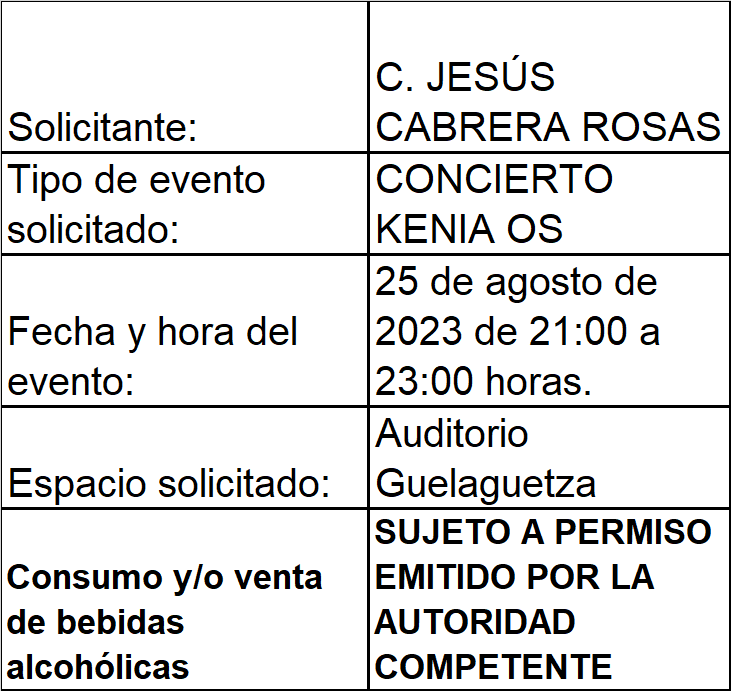 Solicitante:
C. JESÚS
CABRERA ROSAS
Tipo de evento
solicitado:
CONCIERTO
KENIA OS
Fecha y hora del
evento:
25 de agosto de
2023 de 21:00 a
23:00 horas.
Espacio solicitado:
Auditorio
Guelaguetza
Consumo y/o venta
de bebidas
alcohólicas
SUJETO A PERMISO
EMITIDO POR LA
AUTORIDAD
COMPETENTE